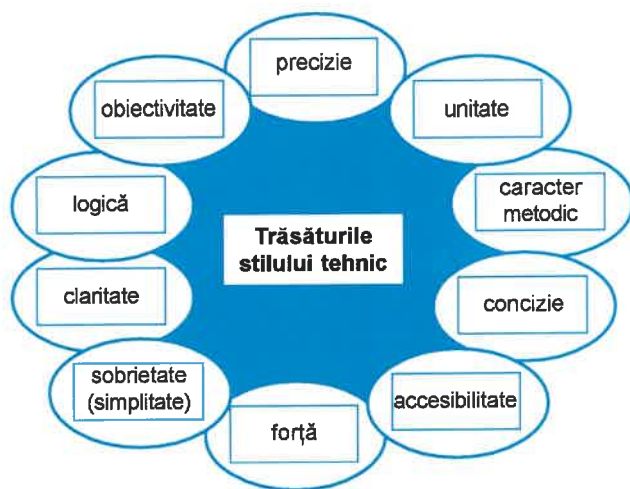 precizie
obiectivitate
unitate
logică
caracter
metodic
Trăsăturile
stilului tehnic
claritate
concizie
sobrietate
(simplitate)
accesibilitate
forță